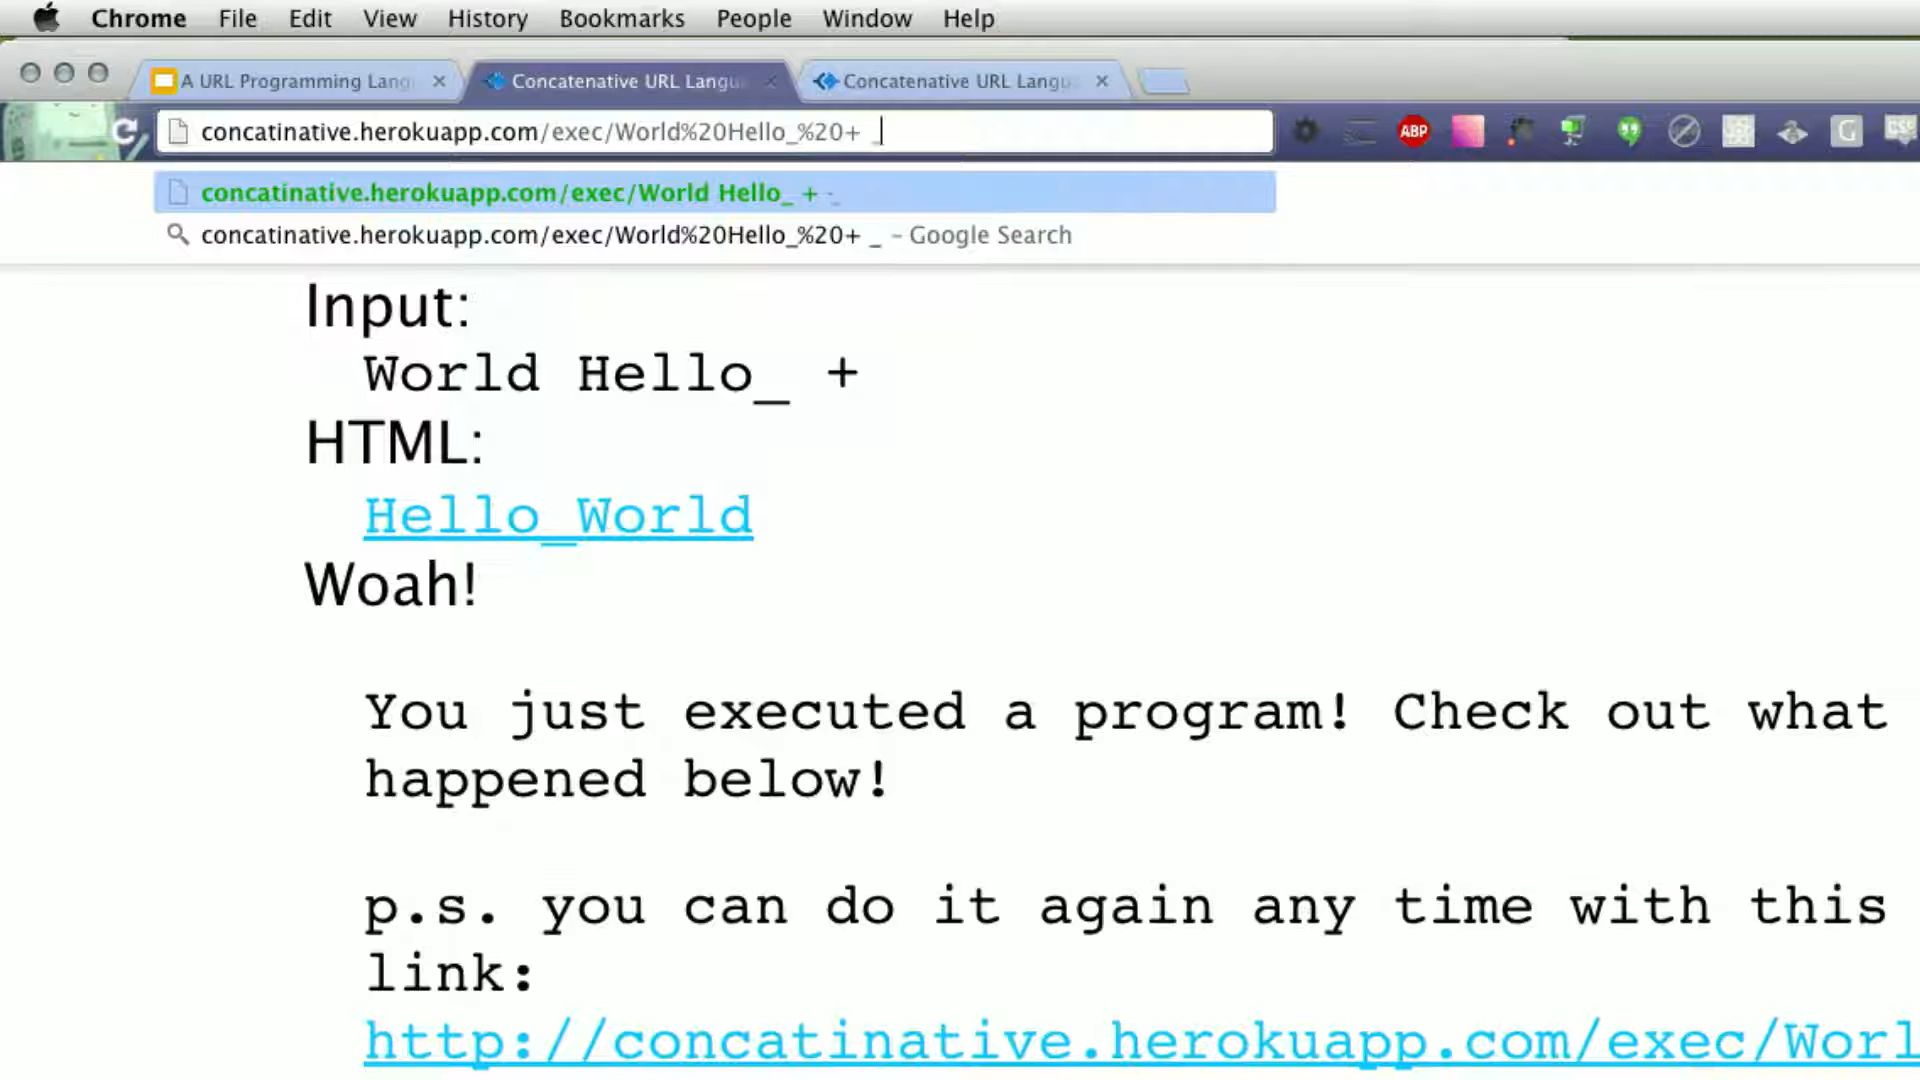 Chrome File Edit View History Bookmarks People Window Help
A URL Programming Lang
Concatenative URL Langu
Concatenative URL Langu
concatinative.herokuapp.com/exec/World%20Hello_%20+ _
ABP
G
CSS
concatinative.herokuapp.com/exec/World Hello_ + _
concatinative.herokuapp.com/exec/World%20Hello_%20+ _ – Google Search
Input:
World Hello_ +
HTML:
Hello_World
Woah!
You just executed a program! Check out what
happened below!
p.s. you can do it again any time with this
link:
http://concatinative.herokuapp.com/exec/Worl